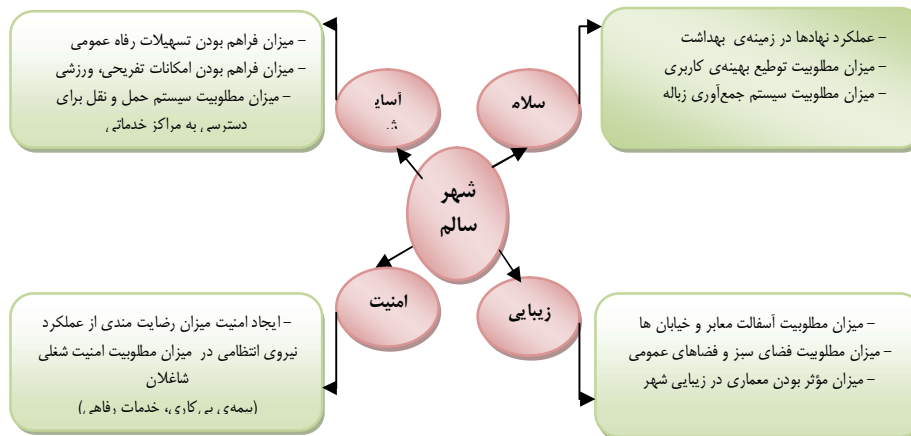 – عملکرد نهادها در زمینه‌ی بهداشت
– میزان مطلوبیت توطیع بهینه‌ی کاربری
– میزان مطلوبیت سیستم جمع‌آوری زباله
– میزان فراهم بودن تسهیلات رفاه عمومی
– میزان فراهم بودن امکانات تفریحی، ورزشی
– میزان مطلوبیت سیستم حمل و نقل برای
دسترسی به مراکز خدماتی
سلام
آسای
ش
شهر
سالم
امنیت
زیبایی
– میزان مطلوبیت آسفالت معابر و خیابان ها
– میزان مطلوبیت فضای سبز و فضاهای عمومی
– میزان مؤثر بودن معماری در زیبایی شهر
– ایجاد امنیت میزان رضایت مندی از عملکرد
نیروی انتظامی در میزان مطلوبیت امنیت شغلی
شاغلان
(بیمه‌ی بی‌کاری، خدمات رفاهی)